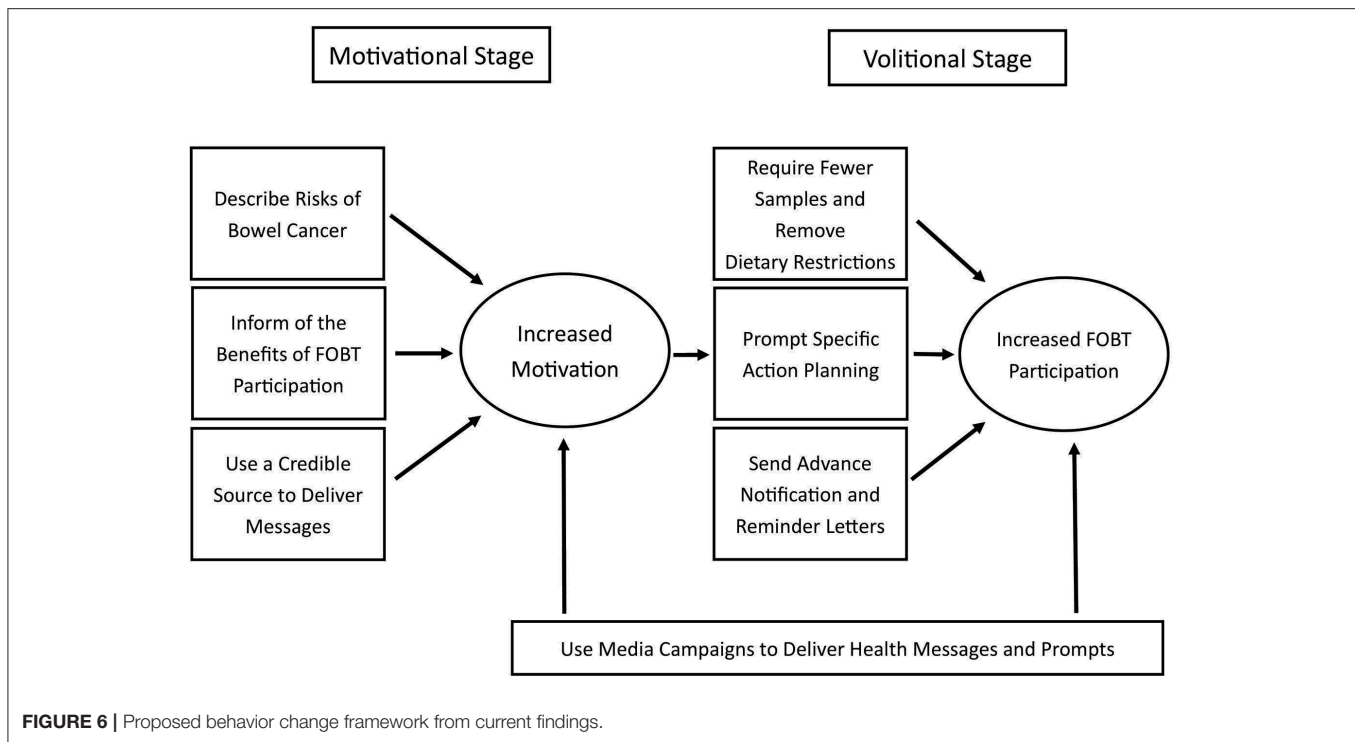 Motivational Stage
Volitional Stage
Describe Risks of
Bowel Cancer
Inform of the
Benefits of FOBT
Participation
Use a Credible
Source to Deliver
Messages
Increased
Motivation
Require Fewer
Samples and
Remove
Dietary Restrictions
Prompt Specific
Action Planning
Send Advance
Notification and
Reminder Letters
Increased FOBT
Participation
Use Media Campaigns to Deliver Health Messages and Prompts
FIGURE 6 | Proposed behavior change framework from current findings.